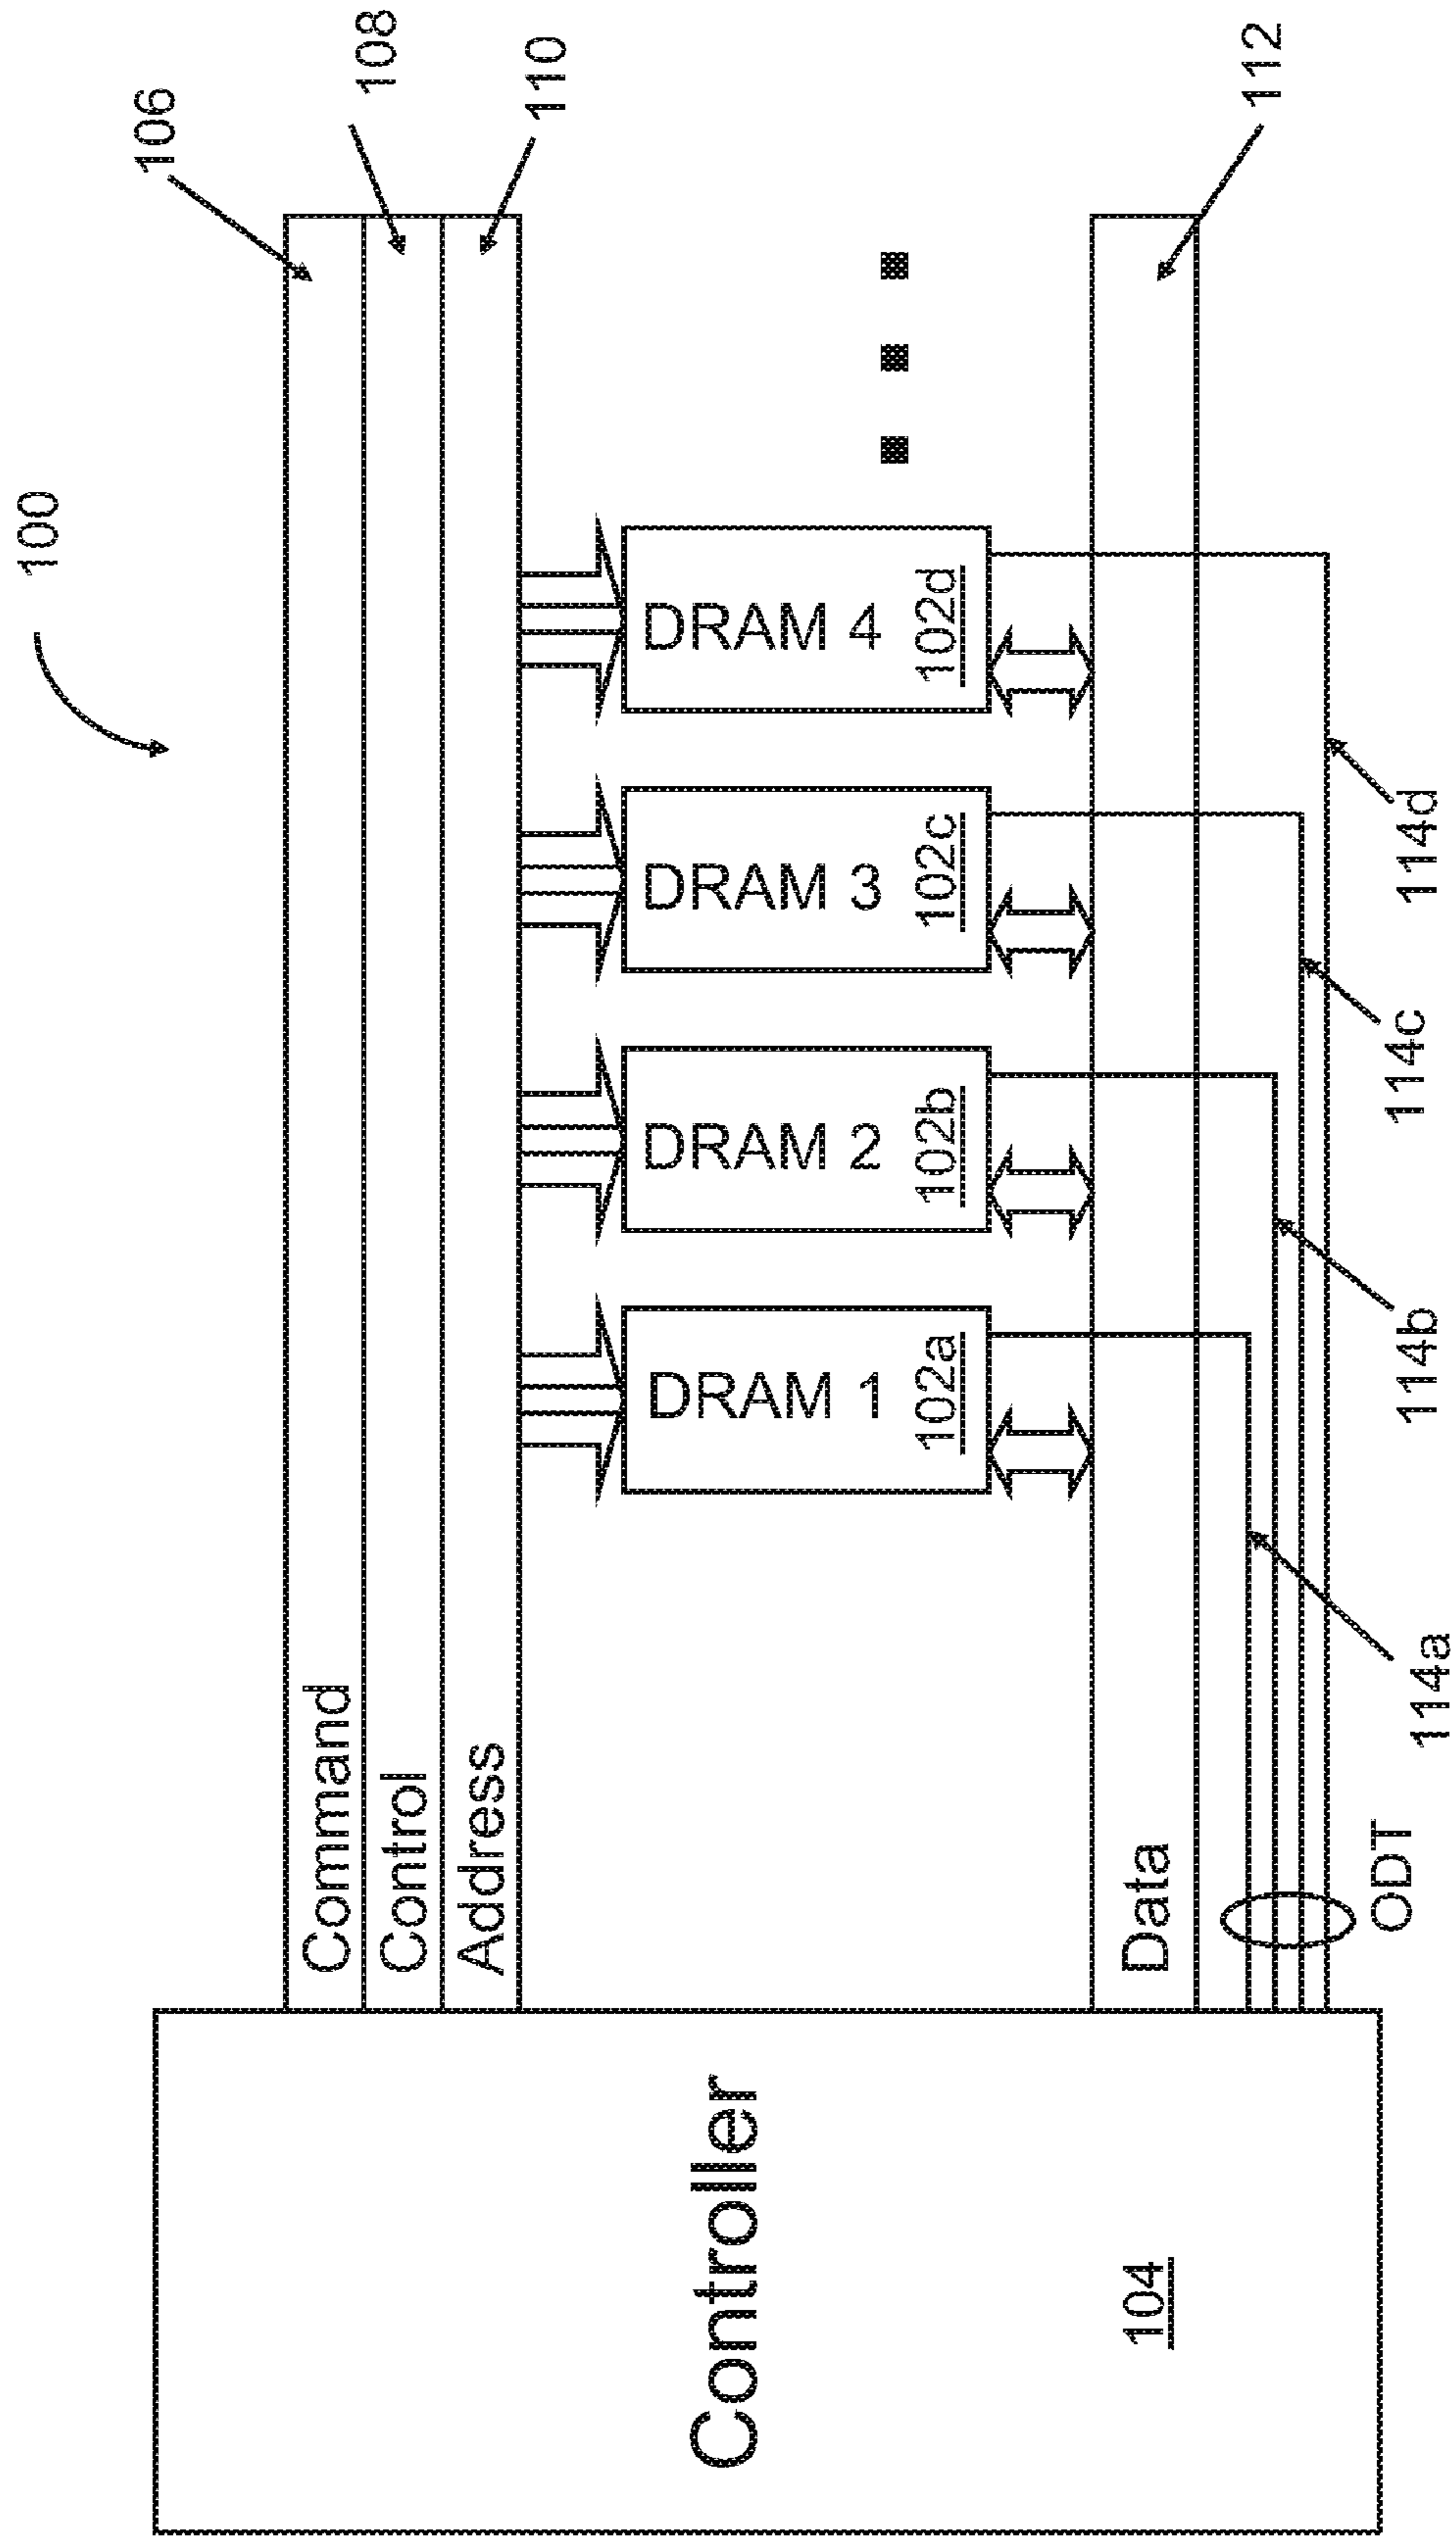 100
106
108
110
Command
Control
Address
DRAM 1
102a
DRAM 2
102b
DRAM 3
102c
DRAM 4
102d
Controller
104
Data
112
ODT
114a
114b
114c
114d